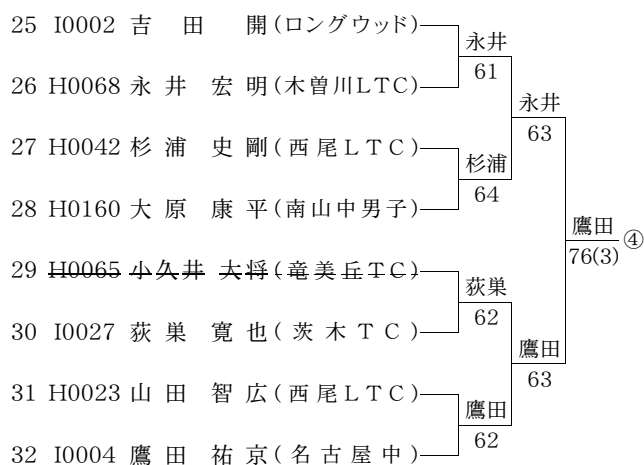 25 I0002 吉田 開(ロングウッド)
永井
26 H0068 永井 宏明(木曽川LTC)
61
永井
63
27 H0042 杉浦 史剛(西尾LTC)
杉浦
28 H0160 大原 康平(南山中男子)
64
鷹田
76(3)
④
29 H0065 小久井 大将(竜美丘TC)
荻巣
30 I0027 荻巣 寛也(茨木TC)
62
鷹田
63
31 H0023 山田 智広(西尾LTC)
鷹田
32 I0004 鷹田 祐京(名古屋中)
62